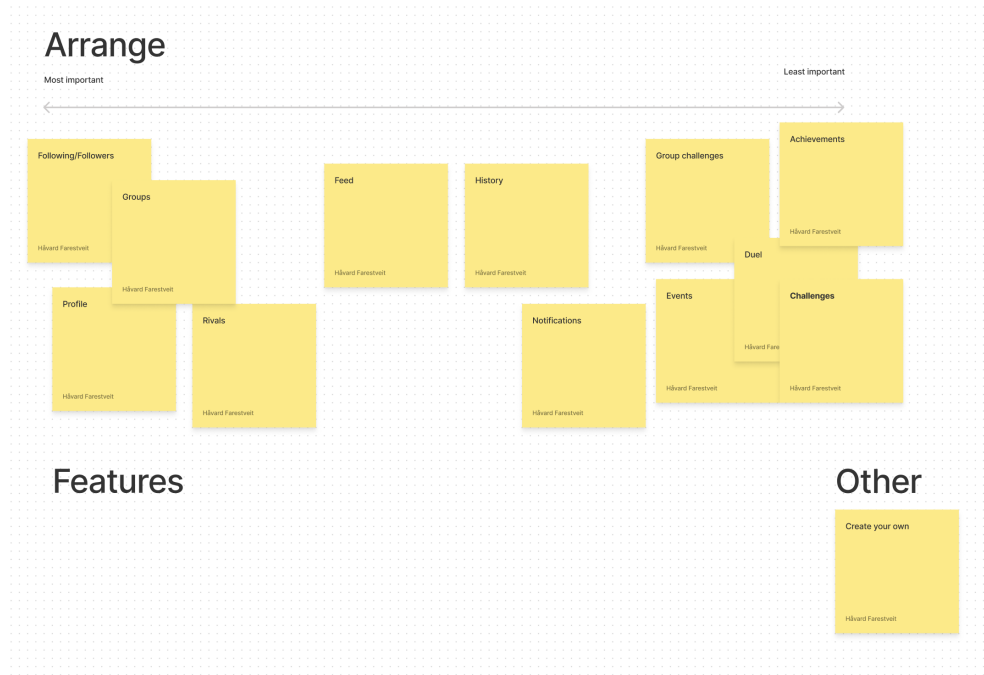 Arrange
Most important
Least important
Following/Followers
Håvard Farestveit
Groups
Håvard Farestveit
Profile
Håvard Farestveit
Rivals
Håvard Farestveit
Feed
Håvard Farestveit
History
Håvard Farestveit
Notifications
Håvard Farestveit
Group challenges
Håvard Farestveit
Achievements
Håvard Farestveit
Duel
Håvard Fare
Events
Håvard Farestveit
Challenges
Håvard Farestveit
Features
Other
Create your own
Håvard Farestveit